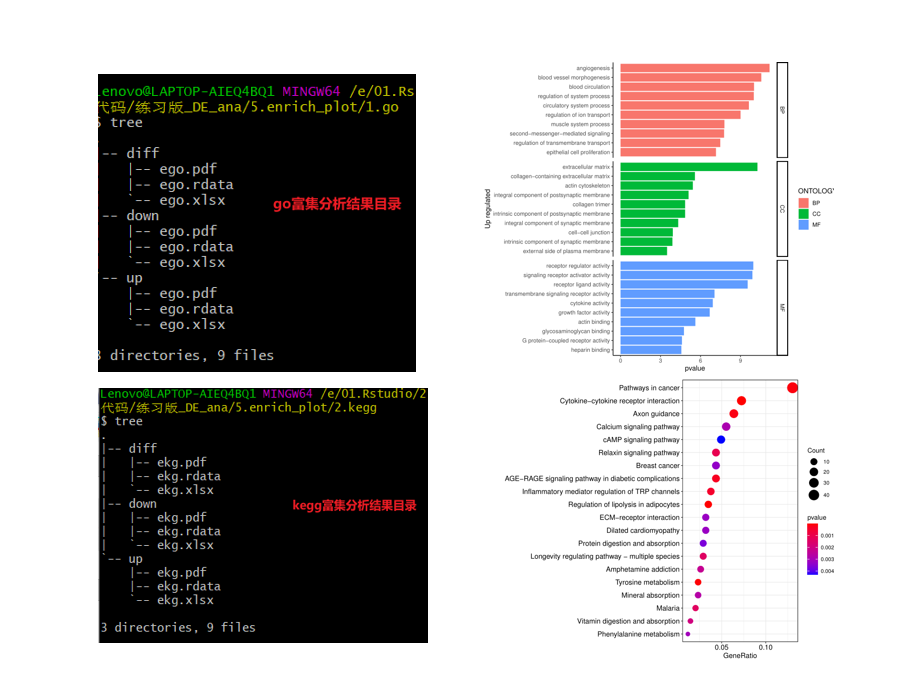 Lenovo@LAPTOP-AIEQ4BQ1 MINGW64 /e/01.Rs
代码/练习版_DE_ana/5.enrich_plot/1.go
$ tree
-- diff
|-- ego.pdf
|-- ego.rdata
`-- ego.xlsx
-- down
|-- ego.pdf
|-- ego.rdata
`-- ego.xlsx
-- up
|-- ego.pdf
|-- ego.rdata
`-- ego.xlsx
3 directories, 9 files
go富集分析结果目录
Up regulated
angiogenesis
blood vessel morphogenesis
blood circulation
regulation of system process
circulatory system process
regulation of ion transport
muscle system process
second-messenger-mediated signaling
regulation of transmembrane transport
epithelial cell proliferation
BP
extracellular matrix
collagen-containing extracellular matrix
actin cytoskeleton
integral component of postsynaptic membrane
collagen trimer
intrinsic component of postsynaptic membrane
integral component of synaptic membrane
cell-cell junction
intrinsic component of synaptic membrane
external side of plasma membrane
CC
receptor regulator activity
signaling receptor activator activity
receptor ligand activity
transmembrane signaling receptor activity
cytokine activity
growth factor activity
actin binding
glycosaminoglycan binding
G protein-coupled receptor activity
heparin binding
MF
0 3 6 9
pvalue
ONTOLOG
BP
CC
MF
Lenovo@LAPTOP-AIEQ4BQ1 MINGW64 /e/01.Rstudio/2
代码/练习版_DE_ana/5.enrich_plot/2.kegg
$ tree
.
|-- diff
|   |-- ekg.pdf
|   |-- ekg.rdata
|   `-- ekg.xlsx
|-- down
|   |-- ekg.pdf
|   |-- ekg.rdata
|   `-- ekg.xlsx
`-- up
|-- ekg.pdf
|-- ekg.rdata
`-- ekg.xlsx
3 directories, 9 files
kegg富集分析结果目录
Pathways in cancer
Cytokine-cytokine receptor interaction
Axon guidance
Calcium signaling pathway
cAMP signaling pathway
Relaxin signaling pathway
Breast cancer
AGE-RAGE signaling pathway in diabetic complications
Inflammatory mediator regulation of TRP channels
Regulation of lipolysis in adipocytes
ECM-receptor interaction
Dilated cardiomyopathy
Protein digestion and absorption
Longevity regulating pathway - multiple species
Amphetamine addiction
Tyrosine metabolism
Mineral absorption
Malaria
Vitamin digestion and absorption
Phenylalanine metabolism
0.05 0.10
GeneRatio
Count
10
20
30
40
pvalue
0.001
0.002
0.003
0.004